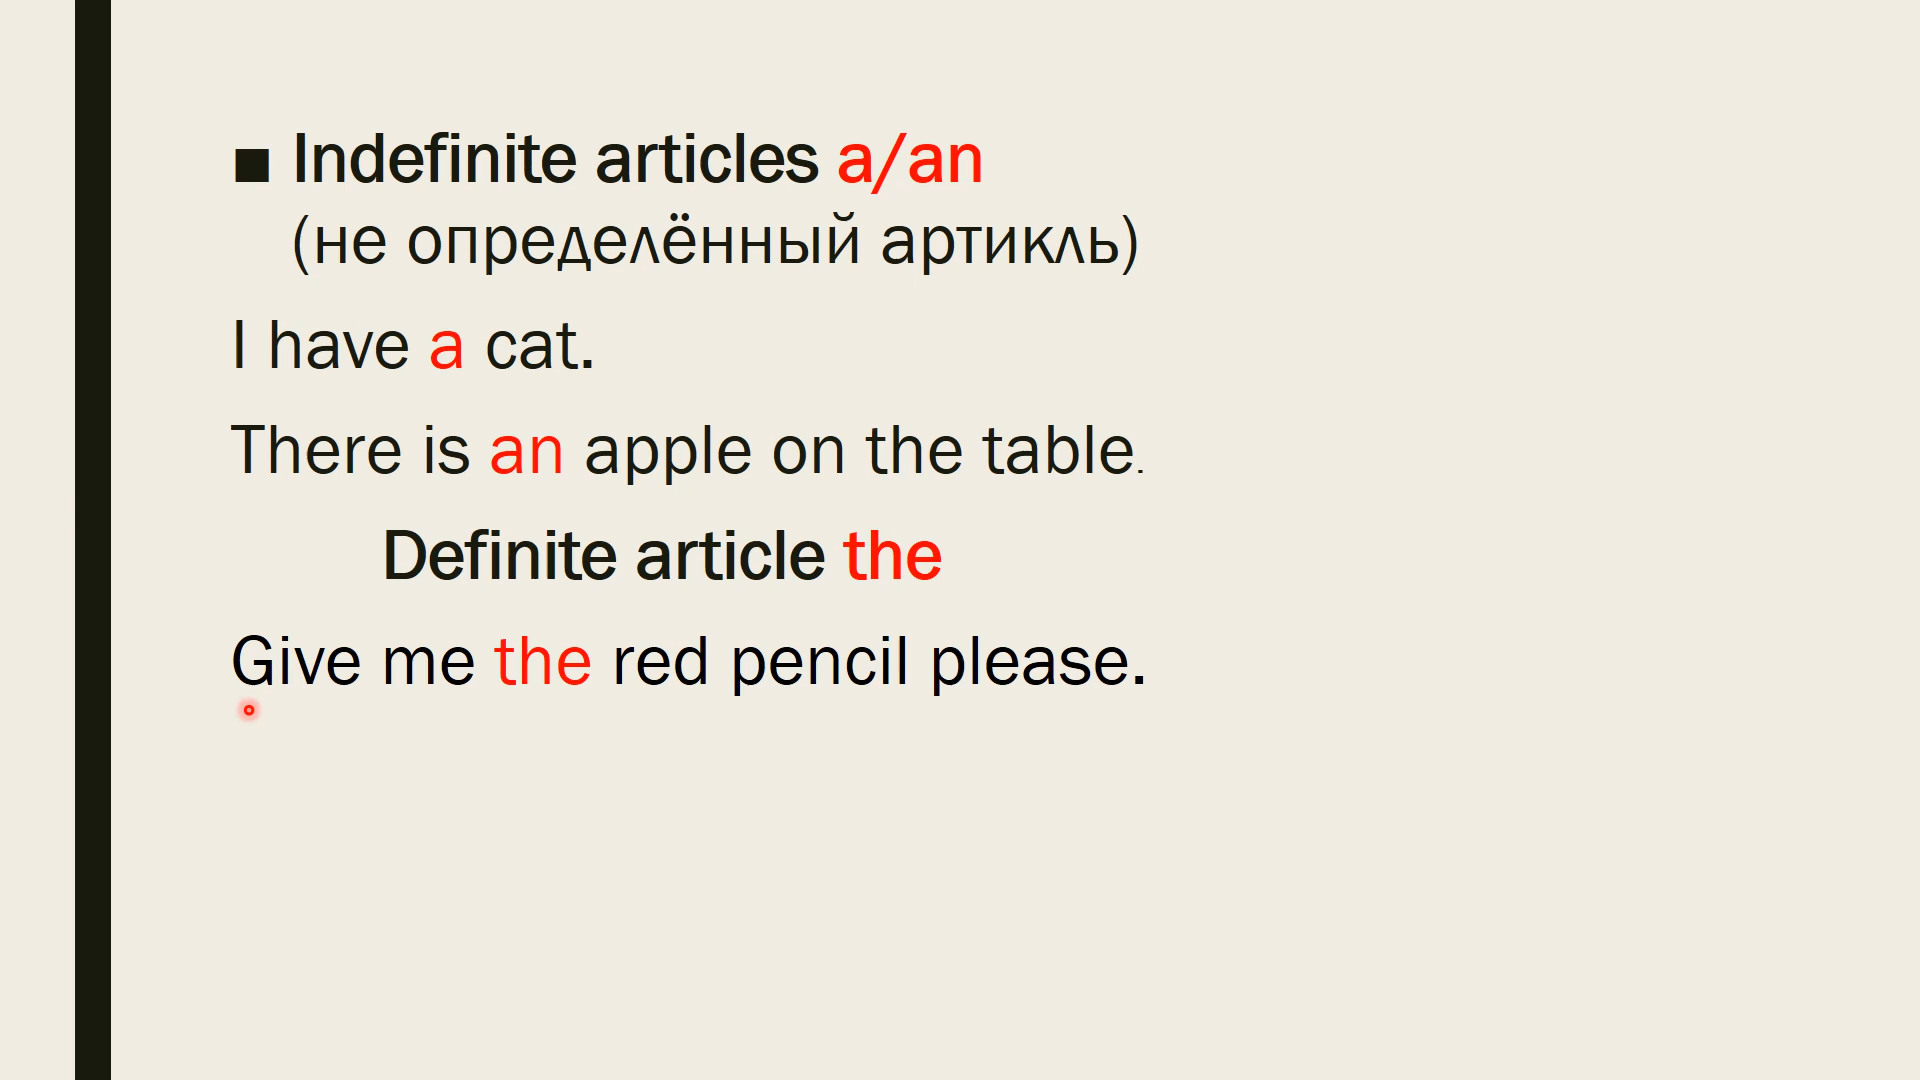 ■ Indefinite articles a/an
(не определённый артикль)
I have a cat.
There is an apple on the table.
Definite article the
Give me the red pencil please.